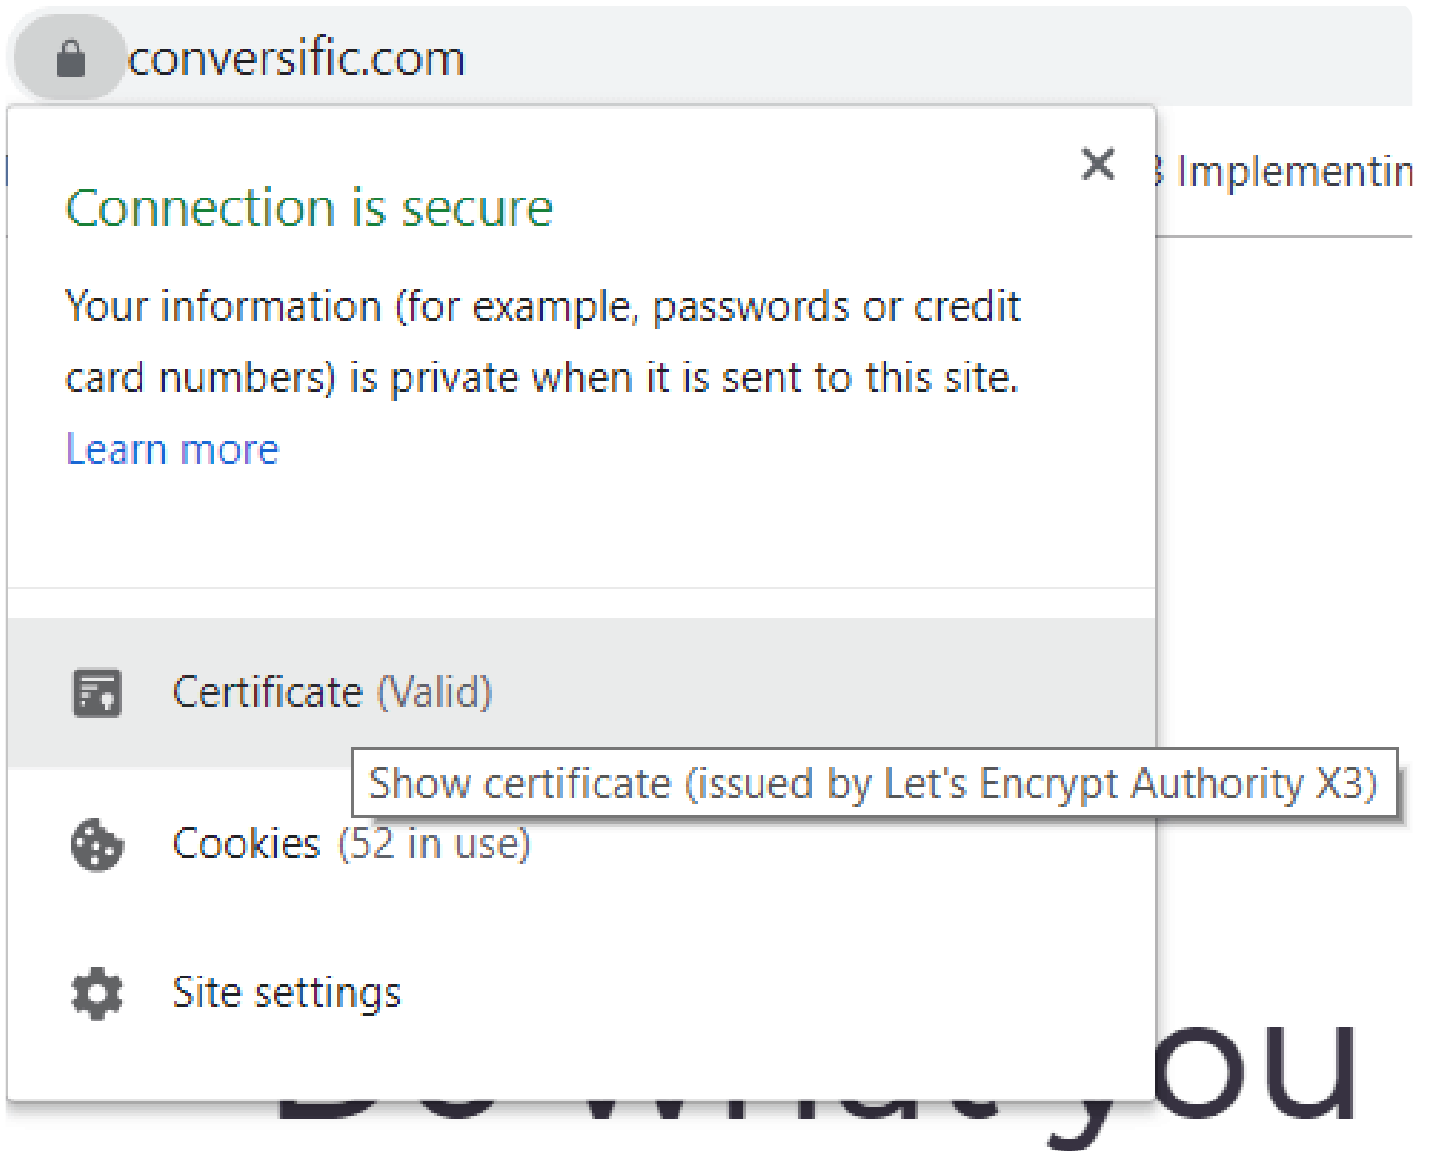 conversific.com
Implementin
Connection is secure
Your information (for example, passwords or credit
card numbers) is private when it is sent to this site.
Learn more
Certificate (Valid)
Show certificate (issued by Let's Encrypt Authority X3)
Cookies (52 in use)
Site settings
you